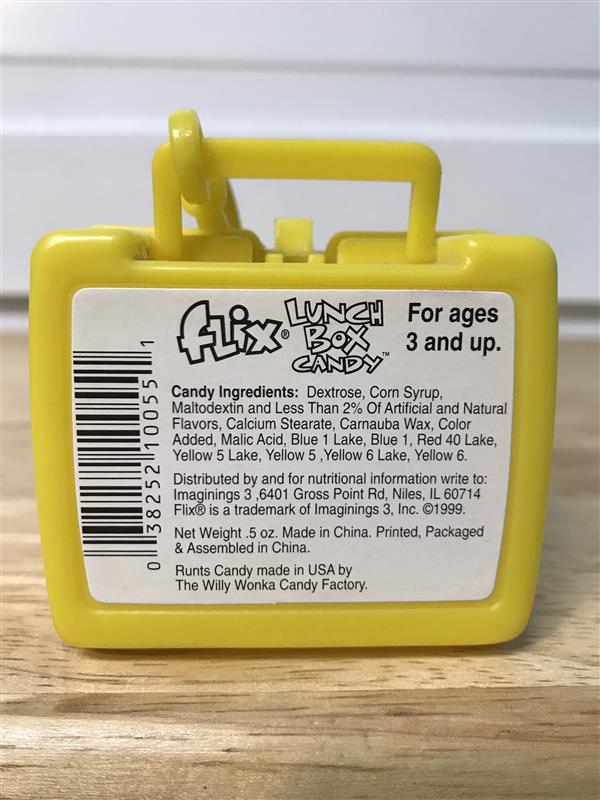 flix® LUNCH BOX CANDY™
For ages
3 and up.
Candy Ingredients: Dextrose, Corn Syrup,
Maltodextin and Less Than 2% Of Artificial and Natural
Flavors, Calcium Stearate, Carnauba Wax, Color
Added, Malic Acid, Blue 1 Lake, Blue 1, Red 40 Lake,
Yellow 5 Lake, Yellow 5 ,Yellow 6 Lake, Yellow 6.
Distributed by and for nutritional information write to:
Imaginings 3 ,6401 Gross Point Rd, Niles, IL 60714
Flix® is a trademark of Imaginings 3, Inc. ©1999.
Net Weight .5 oz. Made in China. Printed, Packaged
& Assembled in China.
Runts Candy made in USA by
The Willy Wonka Candy Factory.
0 38252 10055 1